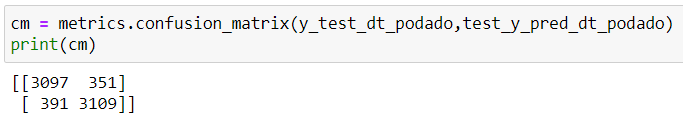 cm = metrics.confusion_matrix(y_test_dt_podado,test_y_pred_dt_podado)
print(cm)
[[3097  351]
 [ 391 3109]]